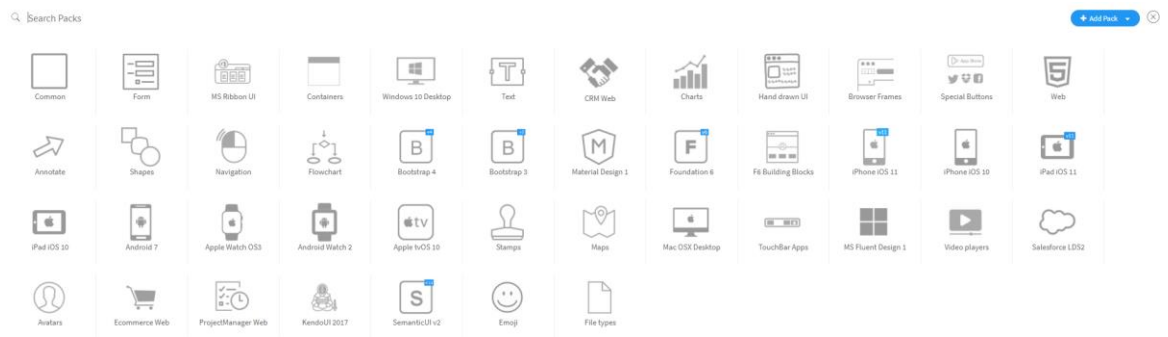 Search Packs
Add Pack
Common Form MS Ribbon UI Containers Windows 10 Desktop Text CRM Web Charts Hand drawn UI Browser Frames Special Buttons Web
Annotate Shapes Navigation Flowchart Bootstrap 4 Bootstrap 3 Material Design 1 Foundation 6 F6 Building Blocks iPhone iOS 11 iPhone iOS 10 iPad iOS 11
iPad iOS 10 Android 7 Apple Watch OS3 Android Watch 2 Apple tvOS 10 Stamps Maps Mac OSX Desktop TouchBar Apps MS Fluent Design 1 Video players Salesforce LDS2
Avatars Ecommerce Web ProjectManager Web KendoUI 2017 SemanticUI v2 Emoji File types